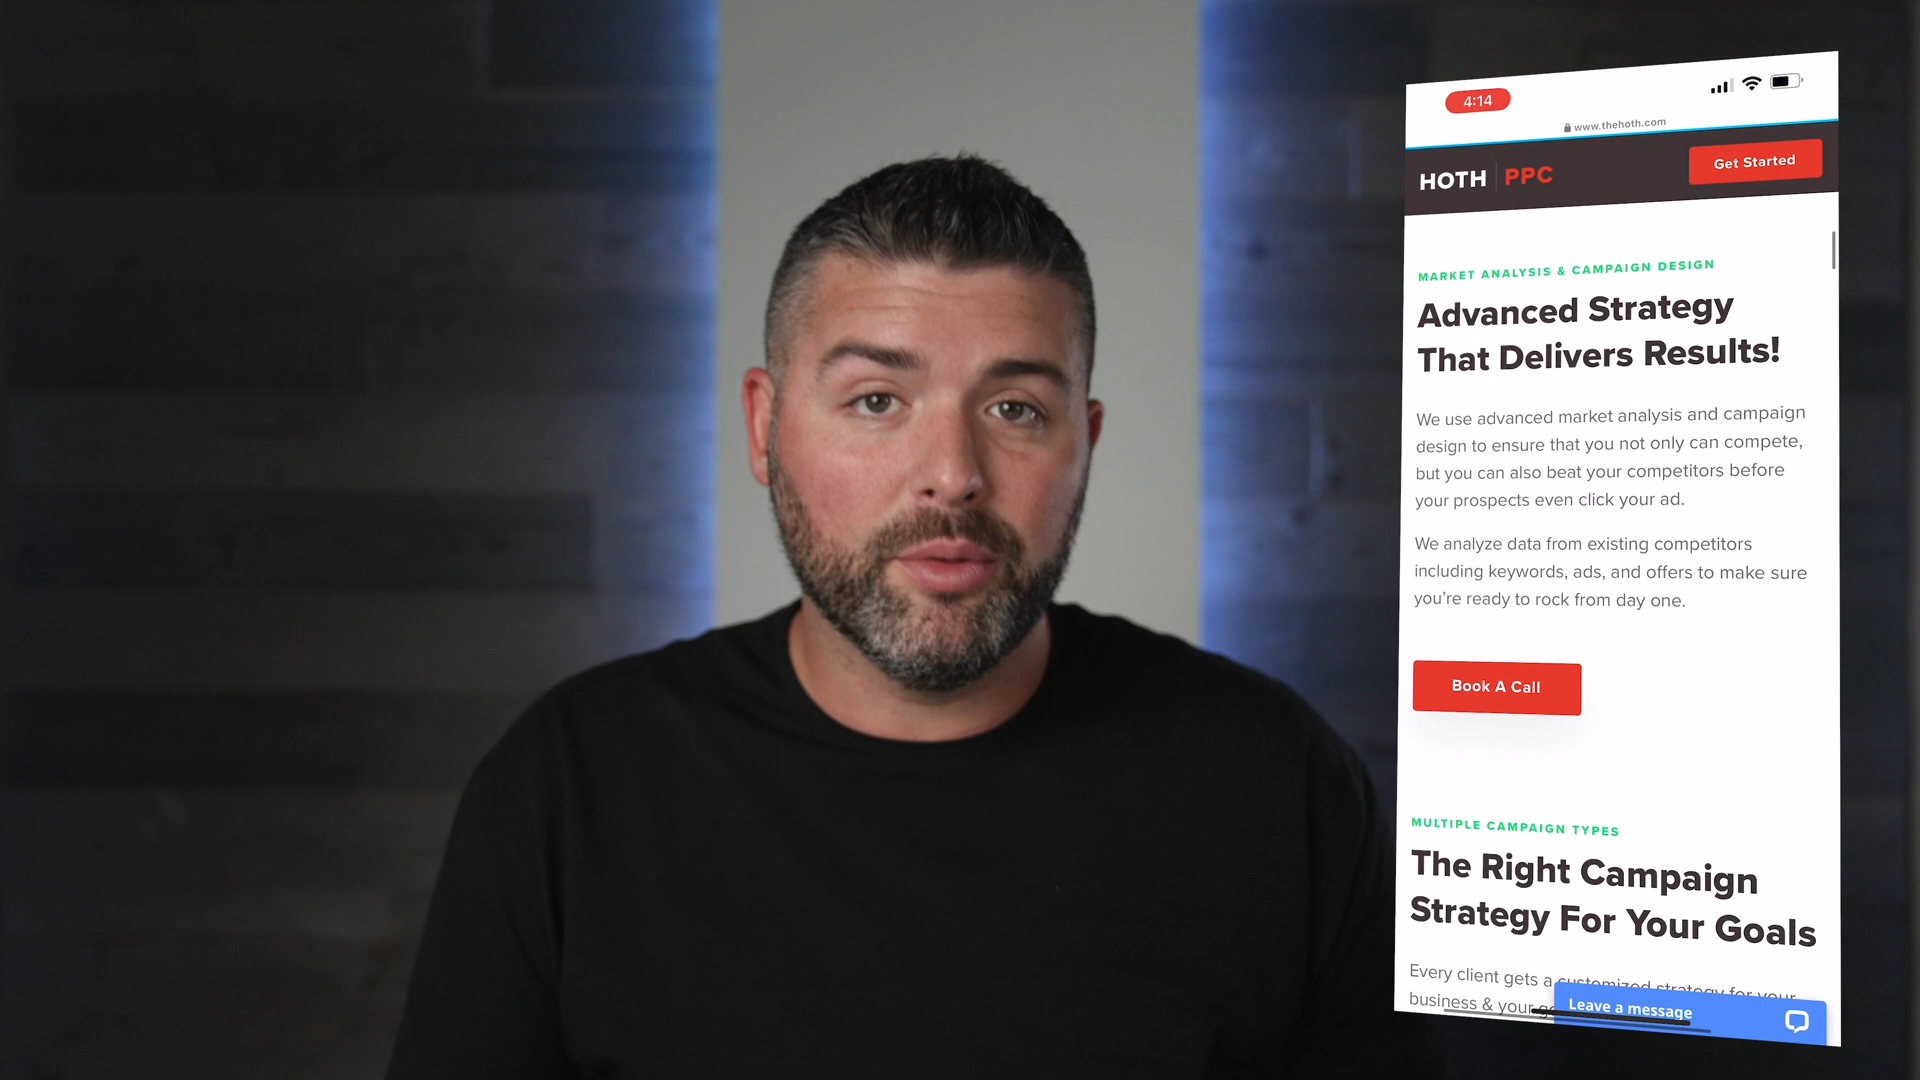 4:14
www.thehoth.com
HOTH PPC
Get Started
MARKET ANALYSIS & CAMPAIGN DESIGN
Advanced Strategy
That Delivers Results!
We use advanced market analysis and campaign
design to ensure that you not only can compete,
but you can also beat your competitors before
your prospects even click your ad.
We analyze data from existing competitors
including keywords, ads, and offers to make sure
you're ready to rock from day one.
Book A Call
MULTIPLE CAMPAIGN TYPES
The Right Campaign
Strategy For Your Goals
Every client gets a customized strategy for your
business & your
Leave a message